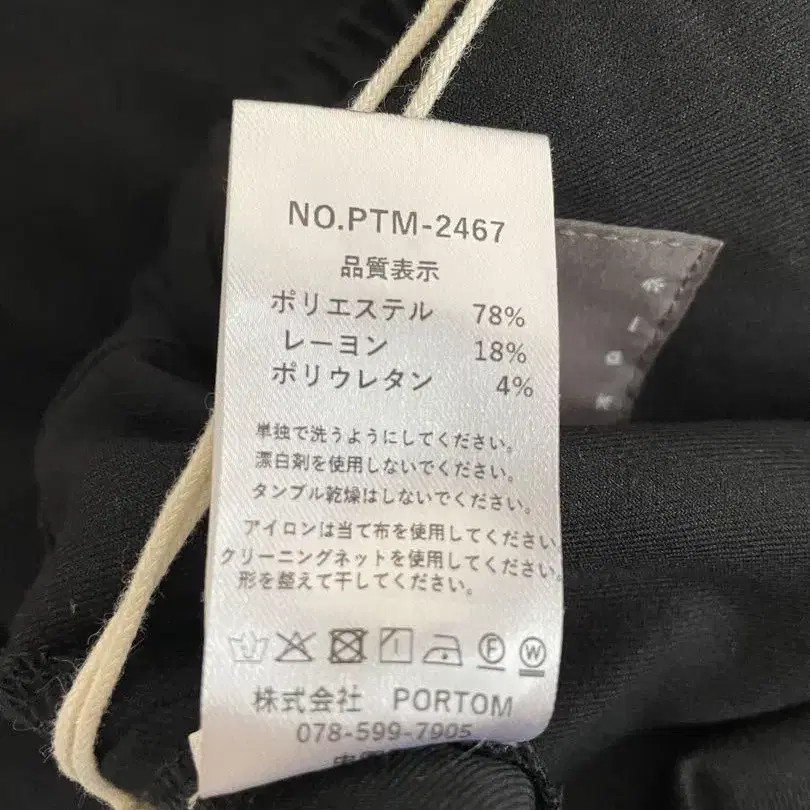 NO.PTM-2467
品質表示
ポリエステル 78%
レーヨン 18%
ポリウレタン 4%
単独で洗うようにしてください。
漂白剤を使用しないでください。
タンブル乾燥はしないでください。
アイロンは当て布を使用してください
クリーニングネットを使用してください。
形を整えて干してください。
F W
株式会社 PORTOM
078-599-7905